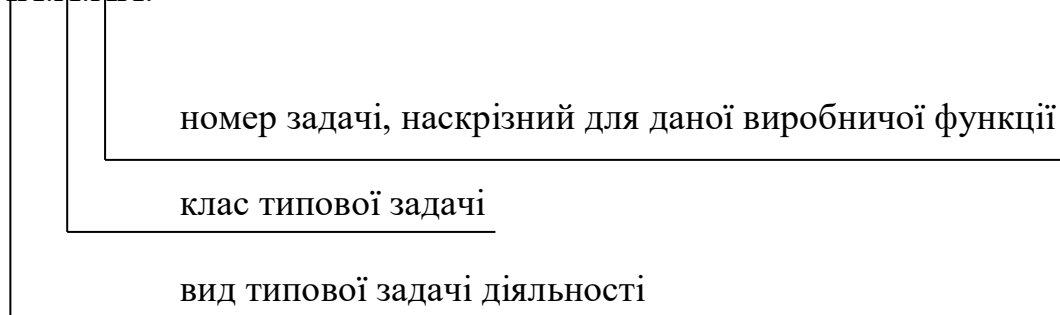 номер задачі, наскрізний для даної виробничої функції
клас типової задачі
вид типової задачі діяльності